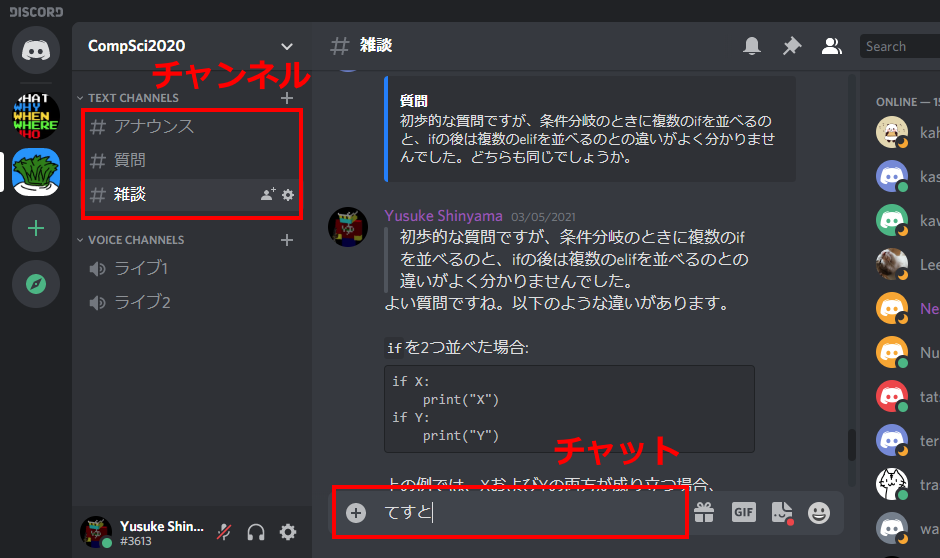 DISCORD
WHAT
WHY
WHEN
WHERE
WHO
CompSci2020
チャンネル
TEXT CHANNELS
# アナウンス
# 質問
# 雑談
VOICE CHANNELS
ライブ1
ライブ2
Yusuke Shin...
#3613
# 雑談
Search
質問
初歩的な質問ですが、条件分岐のときに複数のifを並べるの
と、ifの後は複数のelifを並べるのとの違いがよく分かりませ
んでした。どちらも同じでしょうか。
Yusuke Shinyama 03/05/2021
初歩的な質問ですが、条件分岐のときに複数のif
を並べるのと、ifの後は複数のelifを並べるのとの
違いがよく分かりませんでした。
よい質問ですね。以下のような違いがあります。
ifを2つ並べた場合:
if X:
    print("X")
if Y:
    print("Y")
チャット
上の例では、XおよびYの両方が成り立つ場合、
てすと
GIF
ONLINE — 1
kah
kas
kav
Lee
Ne
Nu
tat
ter
tra
wa